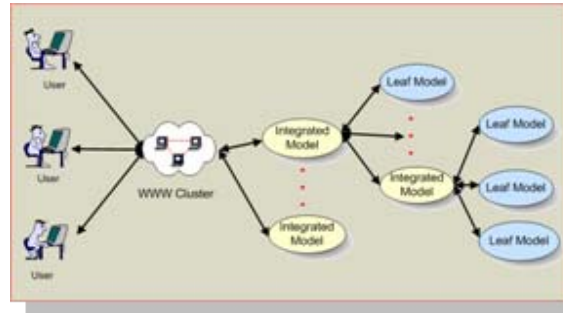 User
User
User
WWW Cluster
Integrated
Model
Integrated
Model
Leaf Model
Integrated
Model
Leaf Model
Leaf Model
Leaf Model